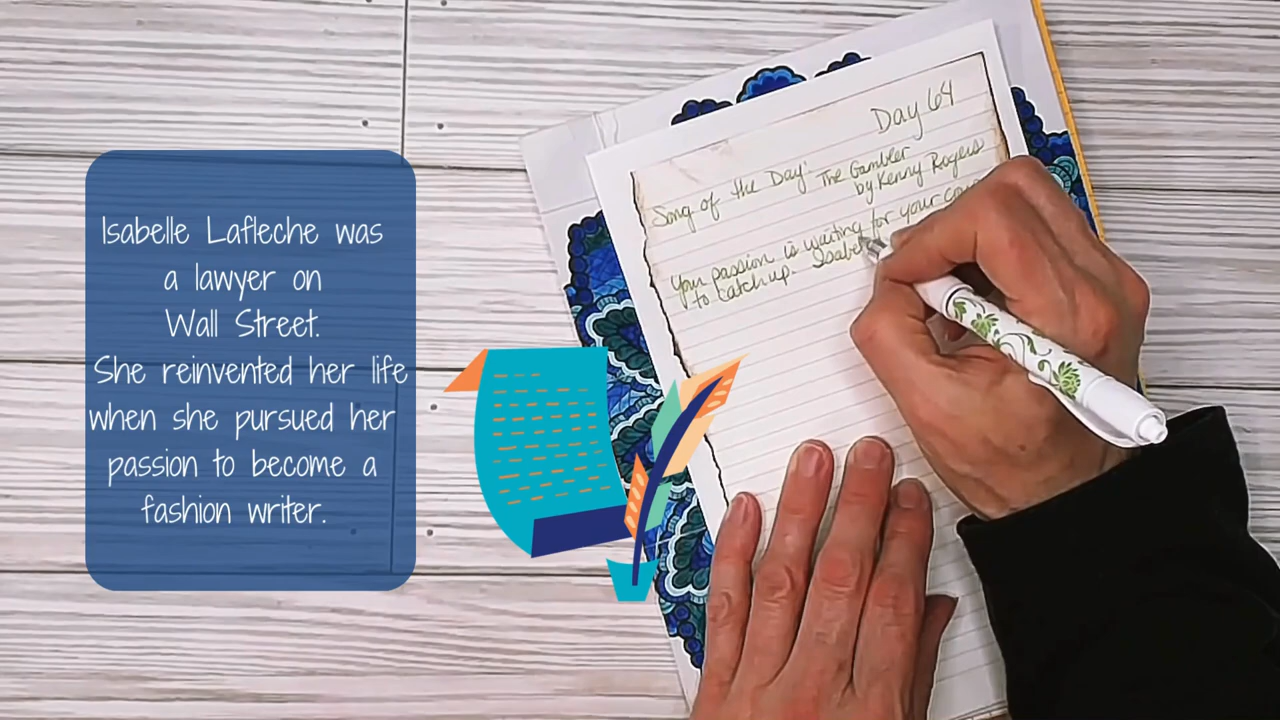 Isabelle Lafleche was
a lawyer on
Wall Street.
She reinvented her life
when she pursued her
passion to become a
fashion writer.
Day 64
Song of the Day: The Gambler
by Kenny Rogers
Your passion is waiting for your
to catch up. Isabe